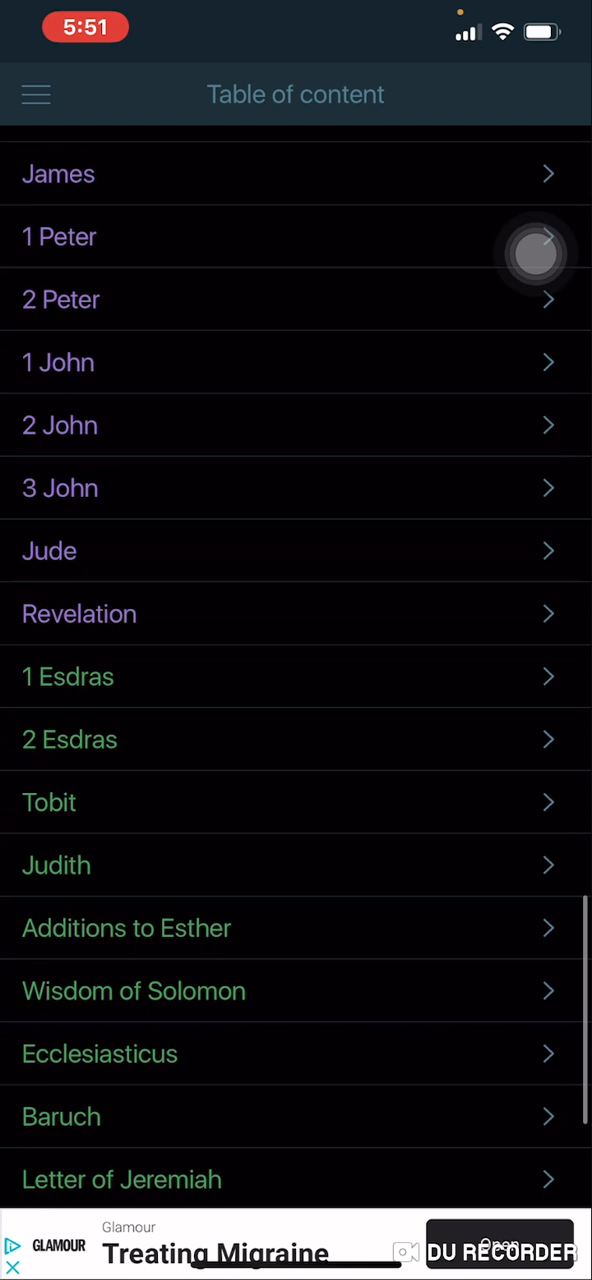 5:51
Table of content
James
1 Peter
2 Peter
1 John
2 John
3 John
Jude
Revelation
1 Esdras
2 Esdras
Tobit
Judith
Additions to Esther
Wisdom of Solomon
Ecclesiasticus
Baruch
Letter of Jeremiah
Glamour
GLAMOUR
Treating Migraine
Open
DU RECORDER